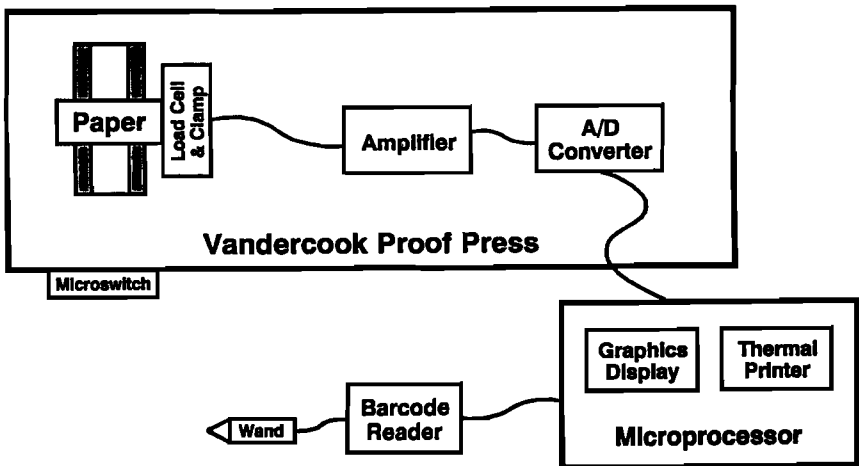 Paper
Load Cell
& Clamp
Amplifier
A/D
Converter
Vandercook Proof Press
Microswitch
Graphics
Display
Thermal
Printer
Microprocessor
Barcode
Reader
Wand